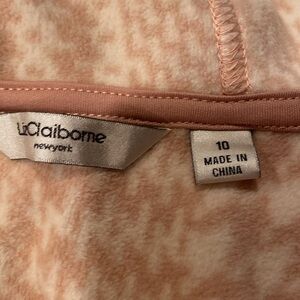 LizClaiborne
newyork
10
MADE IN
CHINA